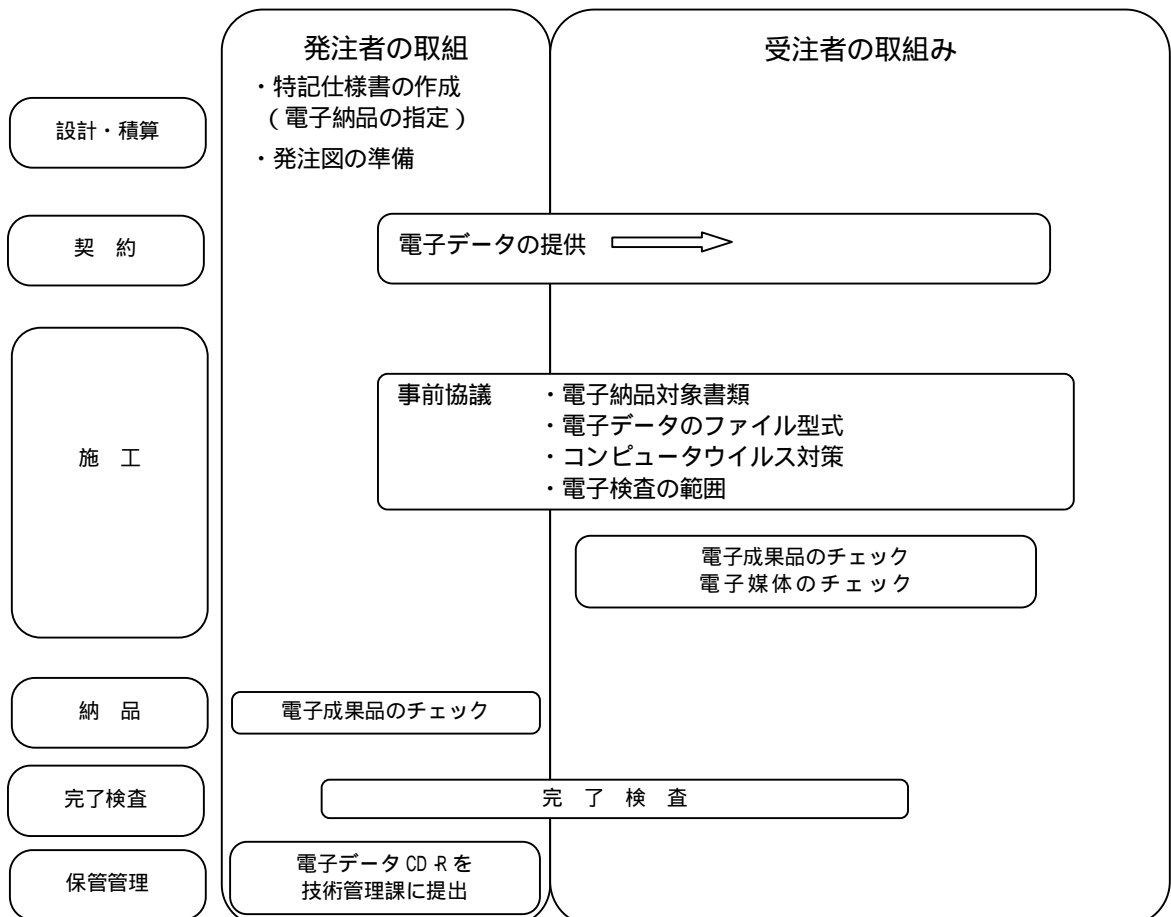 発注者の取組
受注者の取組み
設計・積算
・特記仕様書の作成
(電子納品の指定)
・発注図の準備
契 約
電子データの提供
施 工
事前協議 ・電子納品対象書類
・電子データのファイル型式
・コンピュータウイルス対策
・電子検査の範囲
電子成果品のチェック
電子媒体のチェック
納 品
電子成果品のチェック
完了検査
完 了 検 査
保管管理
電子データ CD-R を
技術管理課に提出